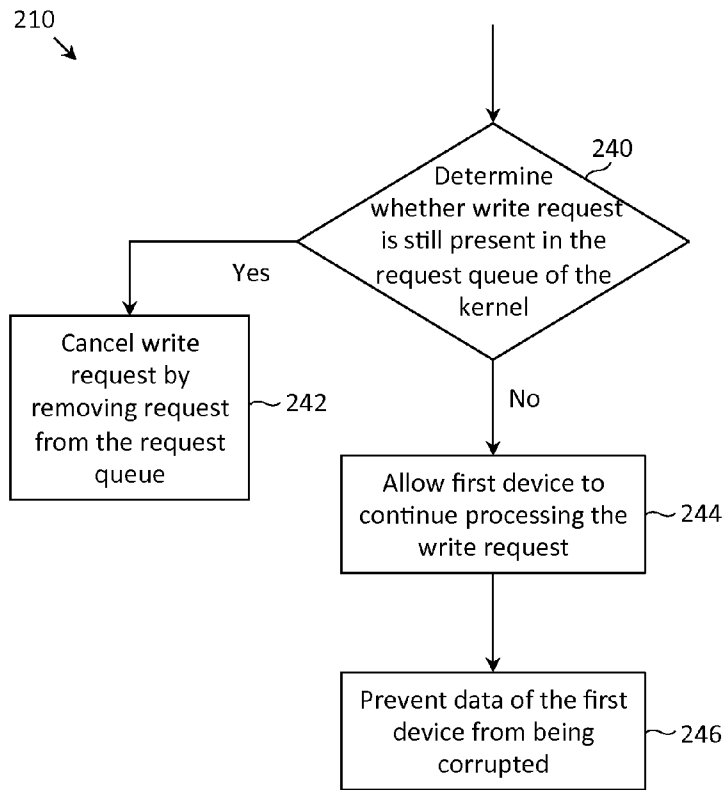 210
240
Determine
whether write request
is still present in the
request queue of the
kernel
Yes
Cancel write
request by
removing request
from the request
queue
242
No
Allow first device to
continue processing the
write request
244
Prevent data of the first
device from being
corrupted
246